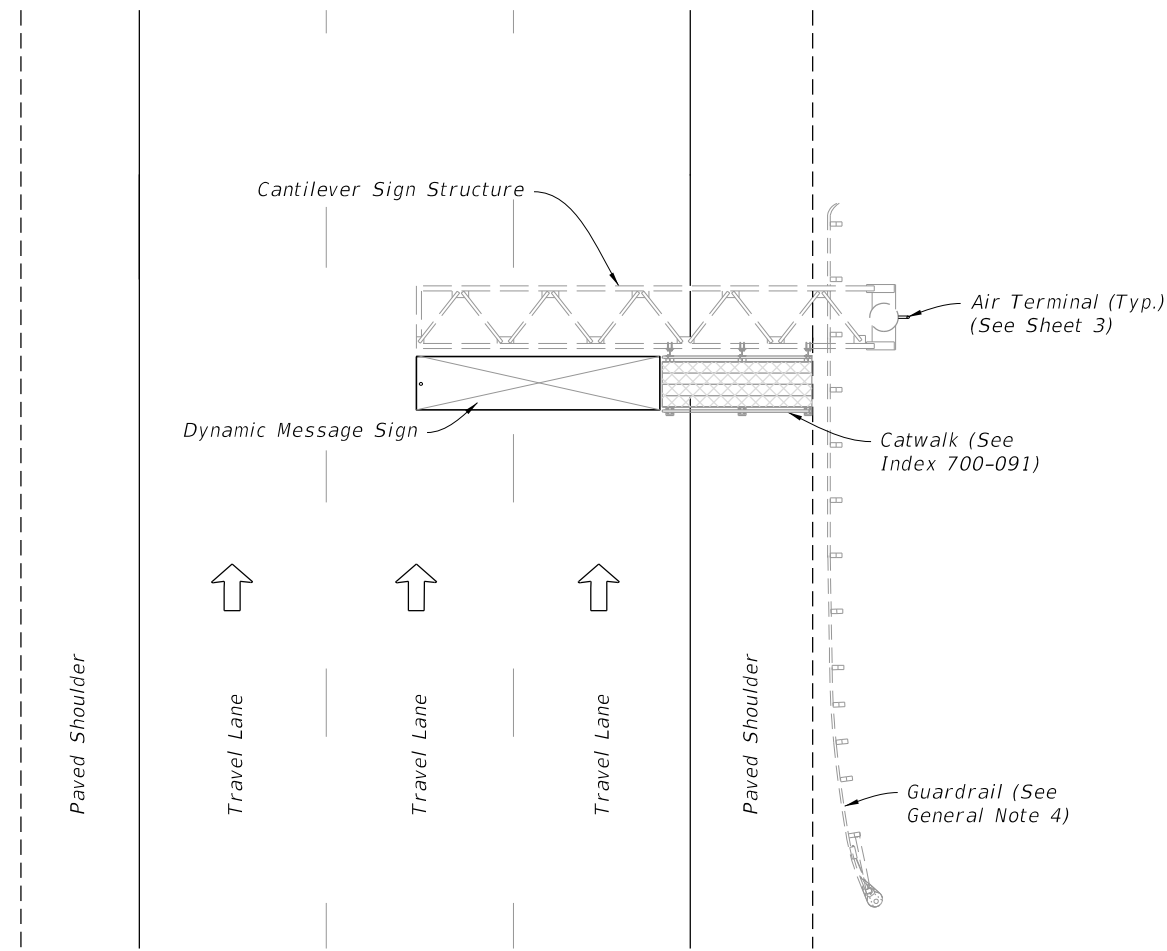 Cantilever Sign Structure
Air Terminal (Typ.)
(See Sheet 3)
Dynamic Message Sign
Catwalk (See
Index 700-091)
Paved Shoulder
Travel Lane
Travel Lane
Travel Lane
Paved Shoulder
Guardrail (See
General Note 4)